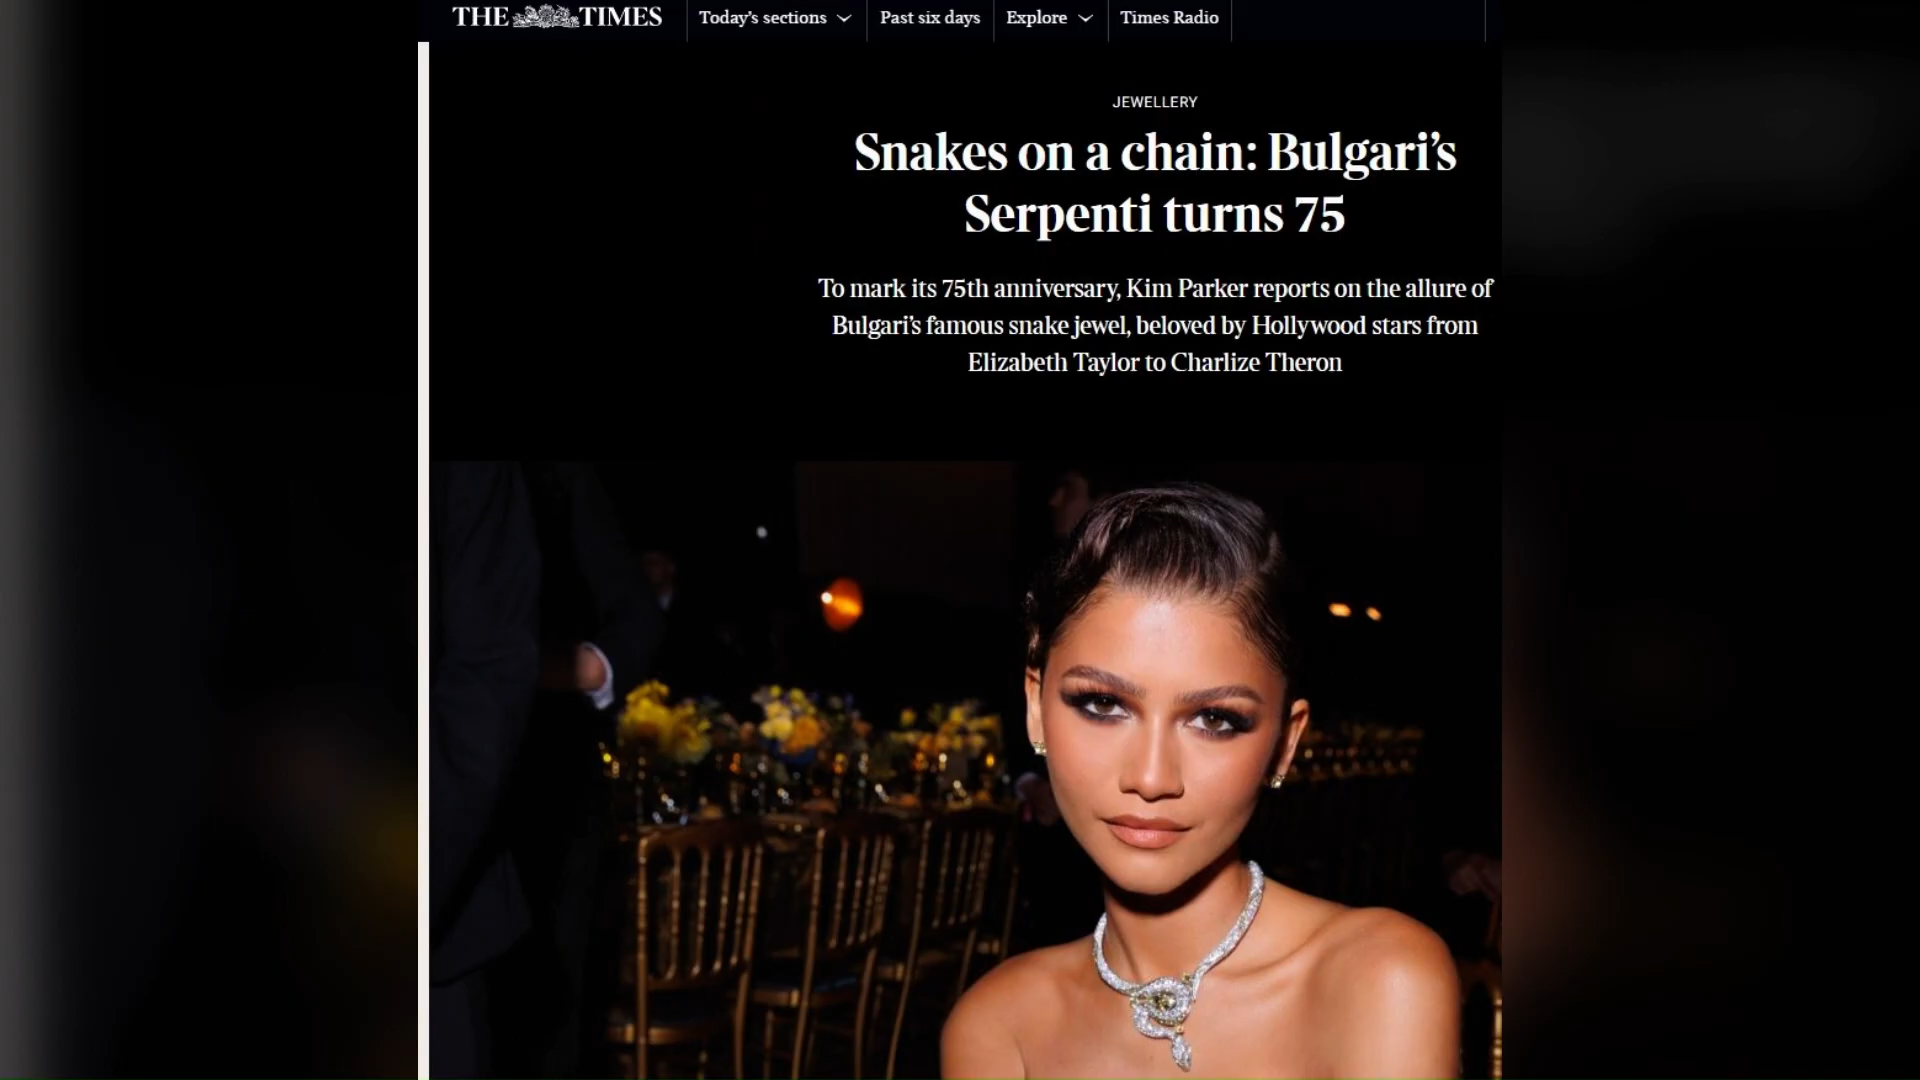 THE TIMES
Today's sections
Past six days
Explore
Times Radio
JEWELLERY
Snakes on a chain: Bulgari's
Serpenti turns 75
To mark its 75th anniversary, Kim Parker reports on the allure of
Bulgari's famous snake jewel, beloved by Hollywood stars from
Elizabeth Taylor to Charlize Theron